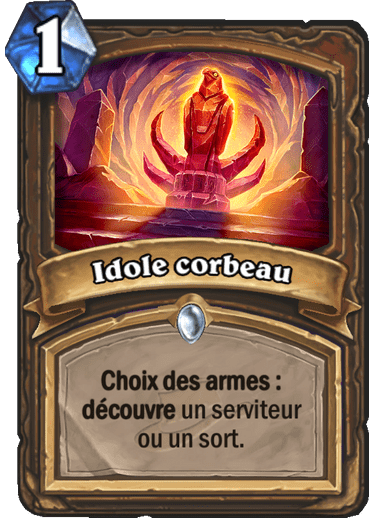 1
Idole corbeau
Choix des armes :
découvre un serviteur
ou un sort.